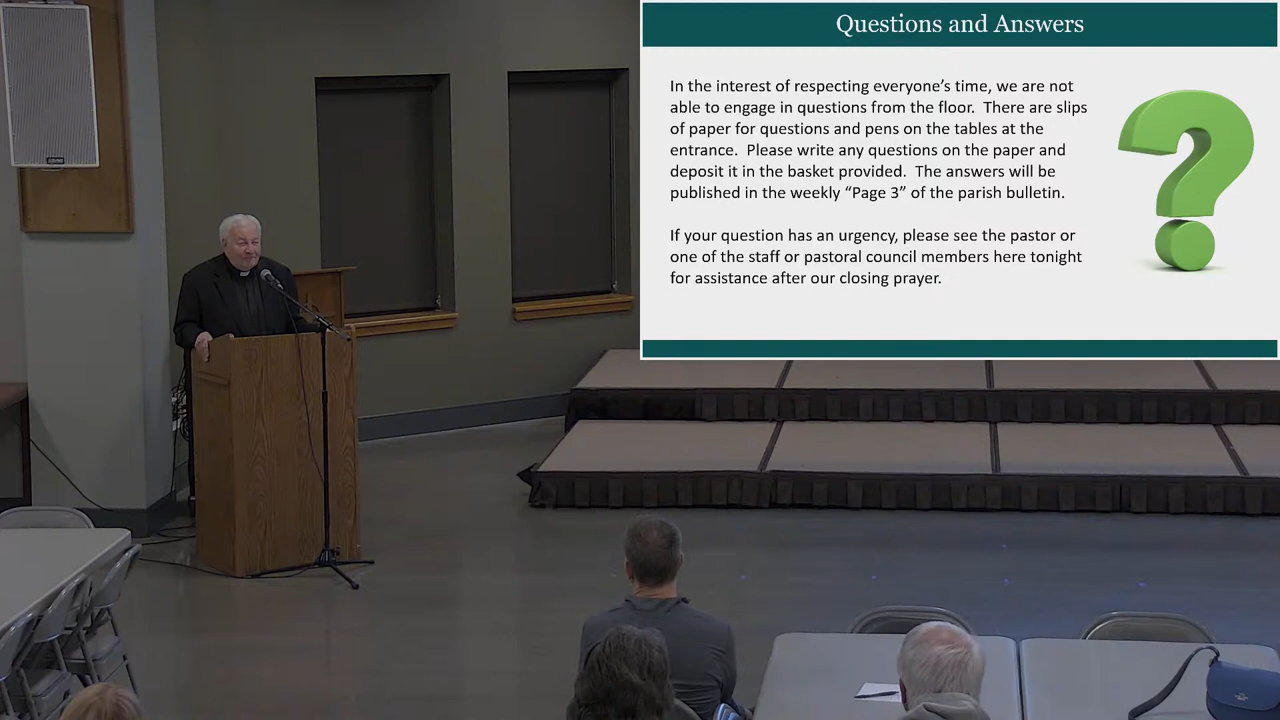 Questions and Answers
In the interest of respecting everyone's time, we are not
able to engage in questions from the floor.  There are slips
of paper for questions and pens on the tables at the
entrance.  Please write any questions on the paper and
deposit it in the basket provided.  The answers will be
published in the weekly “Page 3” of the parish bulletin.
If your question has an urgency, please see the pastor or
one of the staff or pastoral council members here tonight
for assistance after our closing prayer.